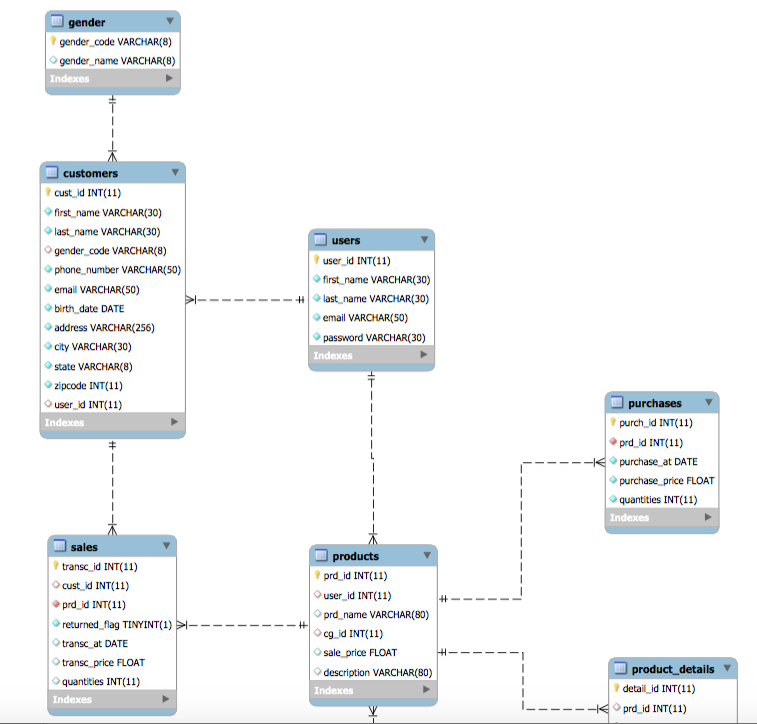 gender
gender_code VARCHAR(8)
gender_name VARCHAR(8)
Indexes
customers
cust_id INT(11)
first_name VARCHAR(30)
last_name VARCHAR(30)
gender_code VARCHAR(8)
phone_number VARCHAR(50)
email VARCHAR(50)
birth_date DATE
address VARCHAR(256)
city VARCHAR(30)
state VARCHAR(8)
zipcode INT(11)
user_id INT(11)
Indexes
users
user_id INT(11)
first_name VARCHAR(30)
last_name VARCHAR(30)
email VARCHAR(50)
password VARCHAR(30)
Indexes
purchases
purch_id INT(11)
prd_id INT(11)
purchase_at DATE
purchase_price FLOAT
quantities INT(11)
Indexes
sales
transc_id INT(11)
cust_id INT(11)
prd_id INT(11)
returned_flag TINYINT(1)
transc_at DATE
transc_price FLOAT
quantities INT(11)
Indexes
products
prd_id INT(11)
user_id INT(11)
prd_name VARCHAR(80)
cg_id INT(11)
sale_price FLOAT
description VARCHAR(80)
Indexes
product_details
detail_id INT(11)
prd_id INT(11)